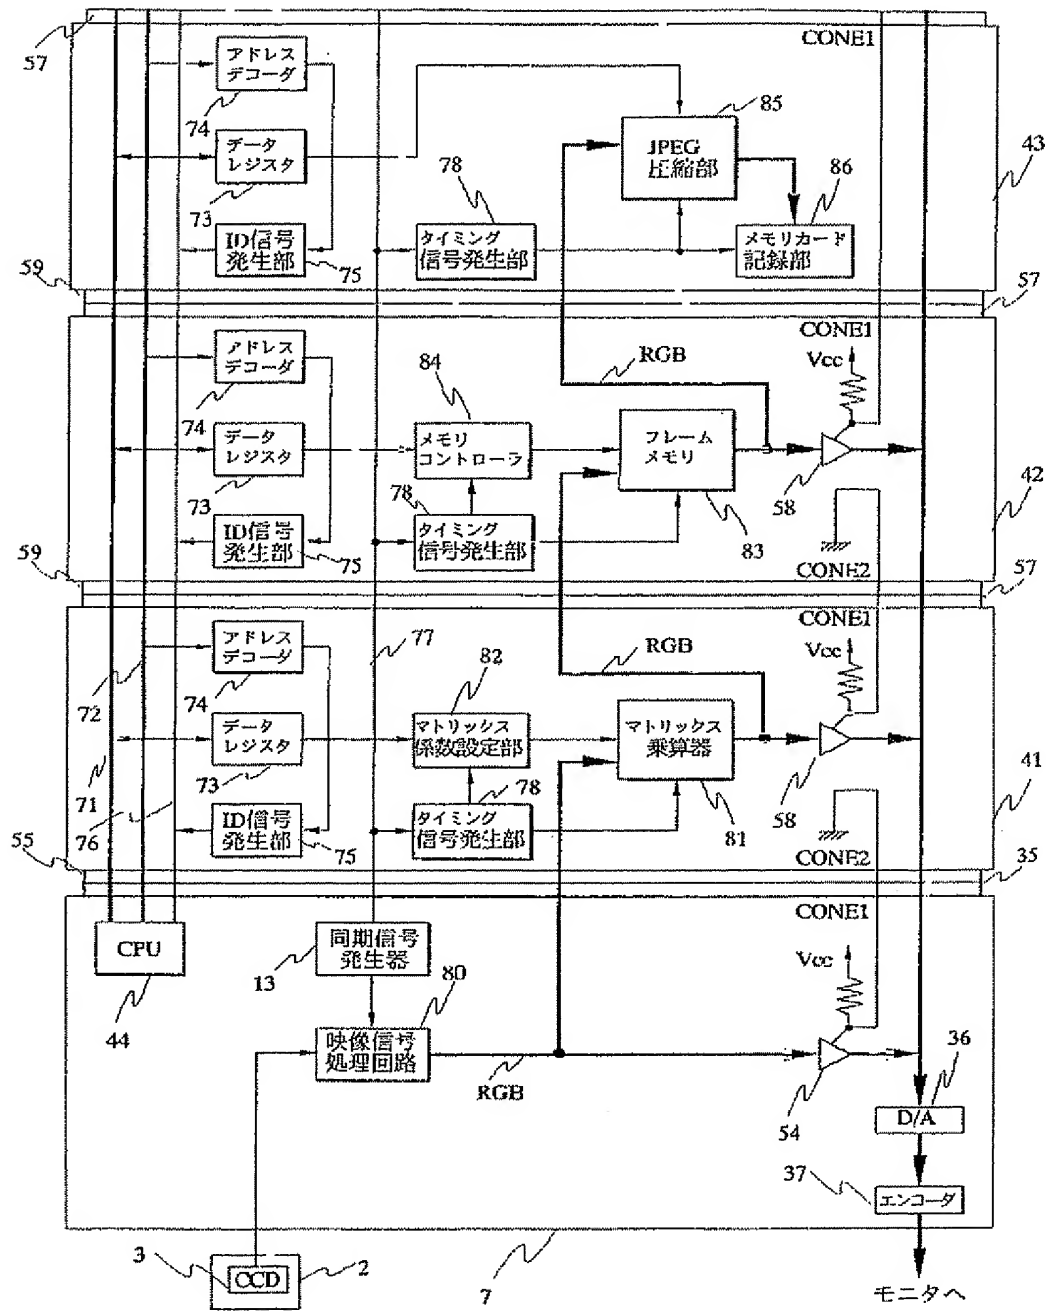 57
CONE1
アドレス
デコーダ
74
85
データ
レジスタ
73
JPEG
圧縮部
43
78
86
ID信号
発生部
75
タイミング
信号発生部
メモリカード
記録部
59
57
CONE1
Vcc
RGB
アドレス
デコーダ
74
84
データ
レジスタ
73
メモリ
コントローラ
フレーム
メモリ
58
42
78
83
ID信号
発生部
75
タイミング
信号発生部
CONE2
59
57
CONE1
Vcc
アドレス
デコーダ
74
77
RGB
82
72
データ
レジスタ
73
マトリックス
係数設定部
マトリックス
乗算器
58
41
71
78
81
76
ID信号
発生部
75
タイミング
信号発生部
CONE2
55
35
CONE1
CPU
44
同期信号
発生器
13
Vcc
80
映像信号
処理回路
RGB
54
36
D/A
37
エンコーダ
3
CCD
2
7
モニタへ